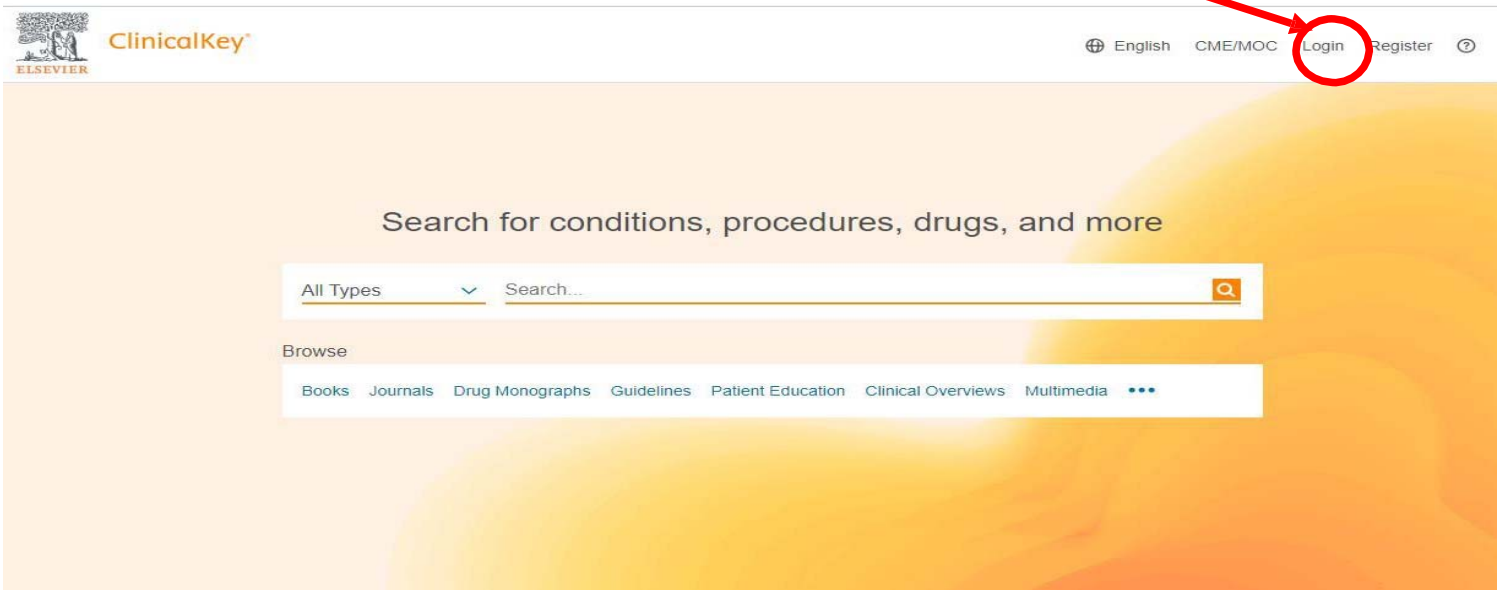 ClinicalKey®
ELSEVIER
English CME/MOC Login Register ?
Search for conditions, procedures, drugs, and more
All Types Search...
Browse
Books Journals Drug Monographs Guidelines Patient Education Clinical Overviews Multimedia •••